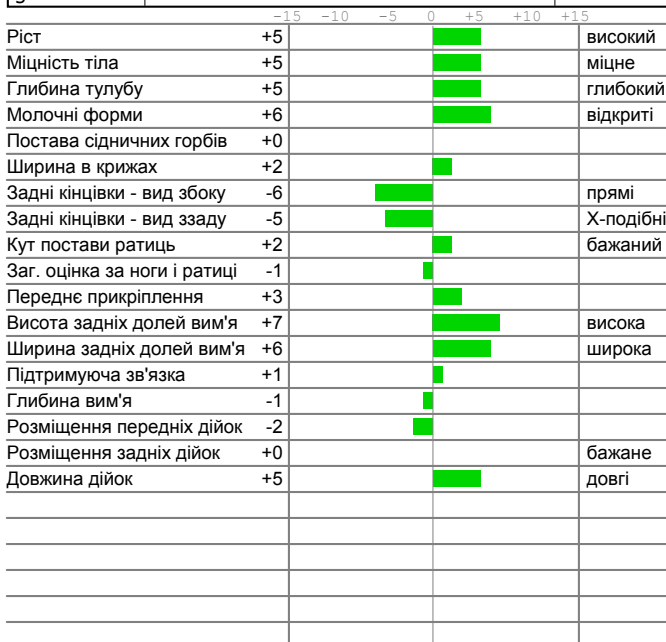 -15 -10 -5 0 +5 +10 +15
Ріст +5 високий
Міцність тіла +5 міцне
Глибина тулубу +5 глибокий
Молочні форми +6 відкриті
Постава сідничних горбів +0
Ширина в крижах +2
Задні кінцівки - вид збоку -6 прямі
Задні кінцівки - вид ззаду -5 Х-подібні
Кут постави ратиць +2 бажаний
Заг. оцінка за ноги і ратиці -1
Переднє прикріплення +3
Висота задніх долей вим'я +7 висока
Ширина задніх долей вим'я +6 широка
Підтримуюча зв'язка +1
Глибина вим'я -1
Розміщення передніх дійок -2
Розміщення задніх дійок +0 бажане
Довжина дійок +5 довгі